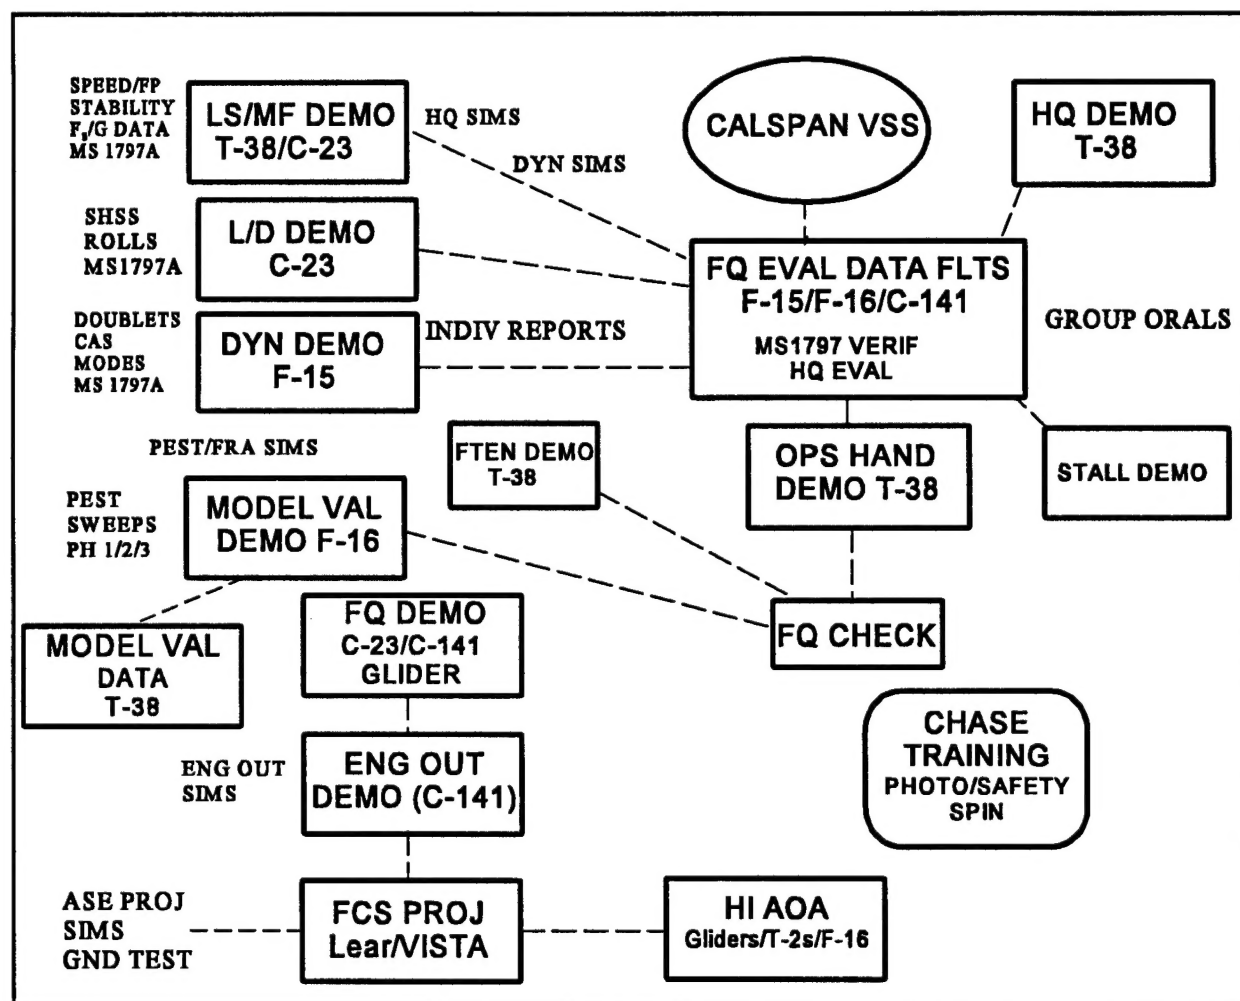 SPEED/FP
STABILITY
Fs/G DATA
MS 1797A
LS/MF DEMO
T-38/C-23
HQ SIMS
DYN SIMS
CALSPAN VSS
HQ DEMO
T-38
SHSS
ROLLS
MS1797A
L/D DEMO
C-23
FQ EVAL DATA FLTS
F-15/F-16/C-141
MS1797 VERIF
HQ EVAL
GROUP ORALS
DOUBLETS
CAS
MODES
MS 1797A
DYN DEMO
F-15
INDIV REPORTS
PEST/FRA SIMS
FTEN DEMO
T-38
OPS HAND
DEMO T-38
STALL DEMO
PEST
SWEEPS
PH 1/2/3
MODEL VAL
DEMO F-16
MODEL VAL
DATA
T-38
FQ DEMO
C-23/C-141
GLIDER
FQ CHECK
CHASE
TRAINING
PHOTO/SAFETY
SPIN
ENG OUT
SIMS
ENG OUT
DEMO (C-141)
ASE PROJ
SIMS
GND TEST
FCS PROJ
Lear/VISTA
HI AOA
Gliders/T-2s/F-16